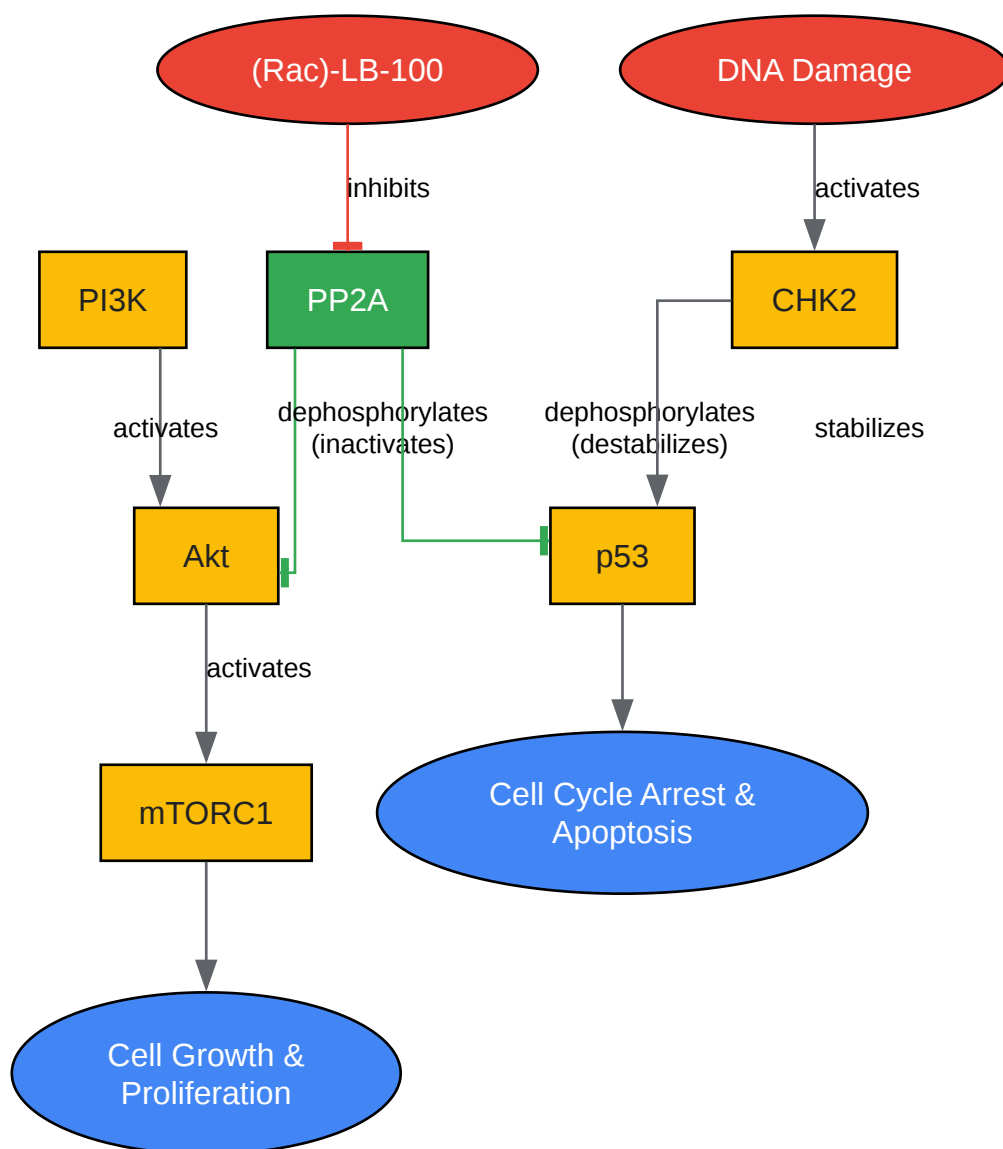 (Rac)-LB-100
DNA Damage
inhibits
activates
PI3K
PP2A
CHK2
activates
dephosphorylates
(inactivates)
dephosphorylates
(destabilizes)
stabilizes
Akt
p53
activates
mTORC1
Cell Cycle Arrest &
Apoptosis
Cell Growth &
Proliferation